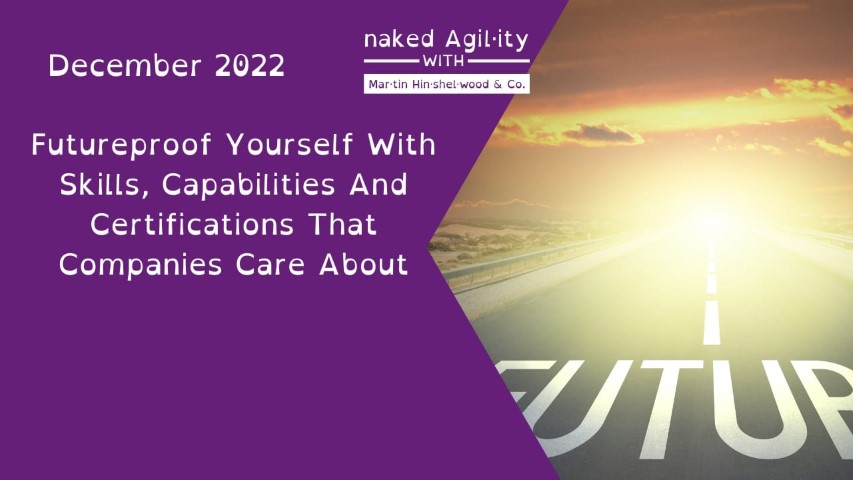 December 2022
naked Agil·ity
WITH
Mar·tin Hin·shel·wood & Co.
Futureproof Yourself With
Skills, Capabilities And
Certifications That
Companies Care About
FUTUR